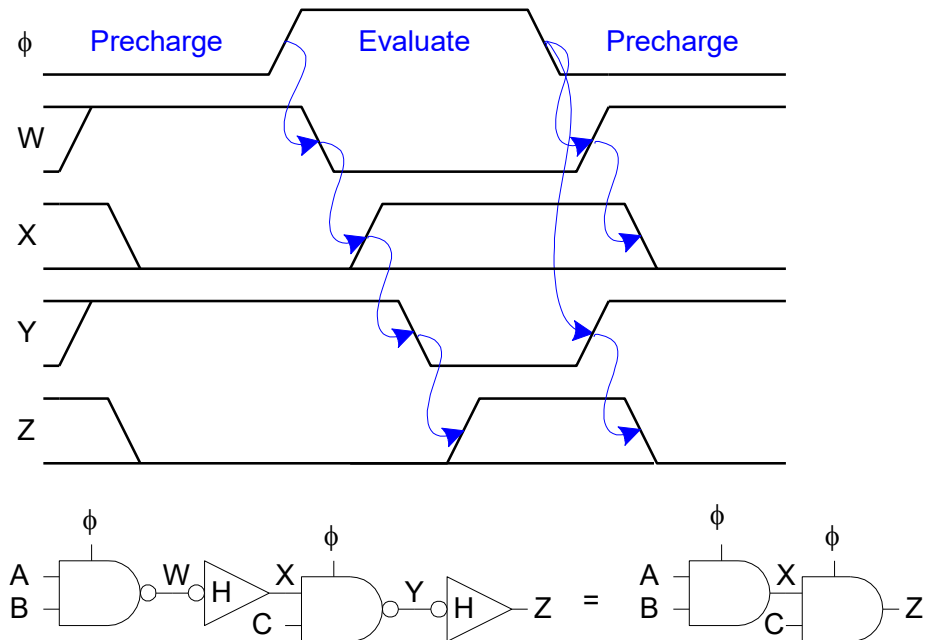 ϕ Precharge Evaluate Precharge
W
X
Y
Z
ϕ ϕ ϕ ϕ
A W X Y A X
B H C H Z = B C Z